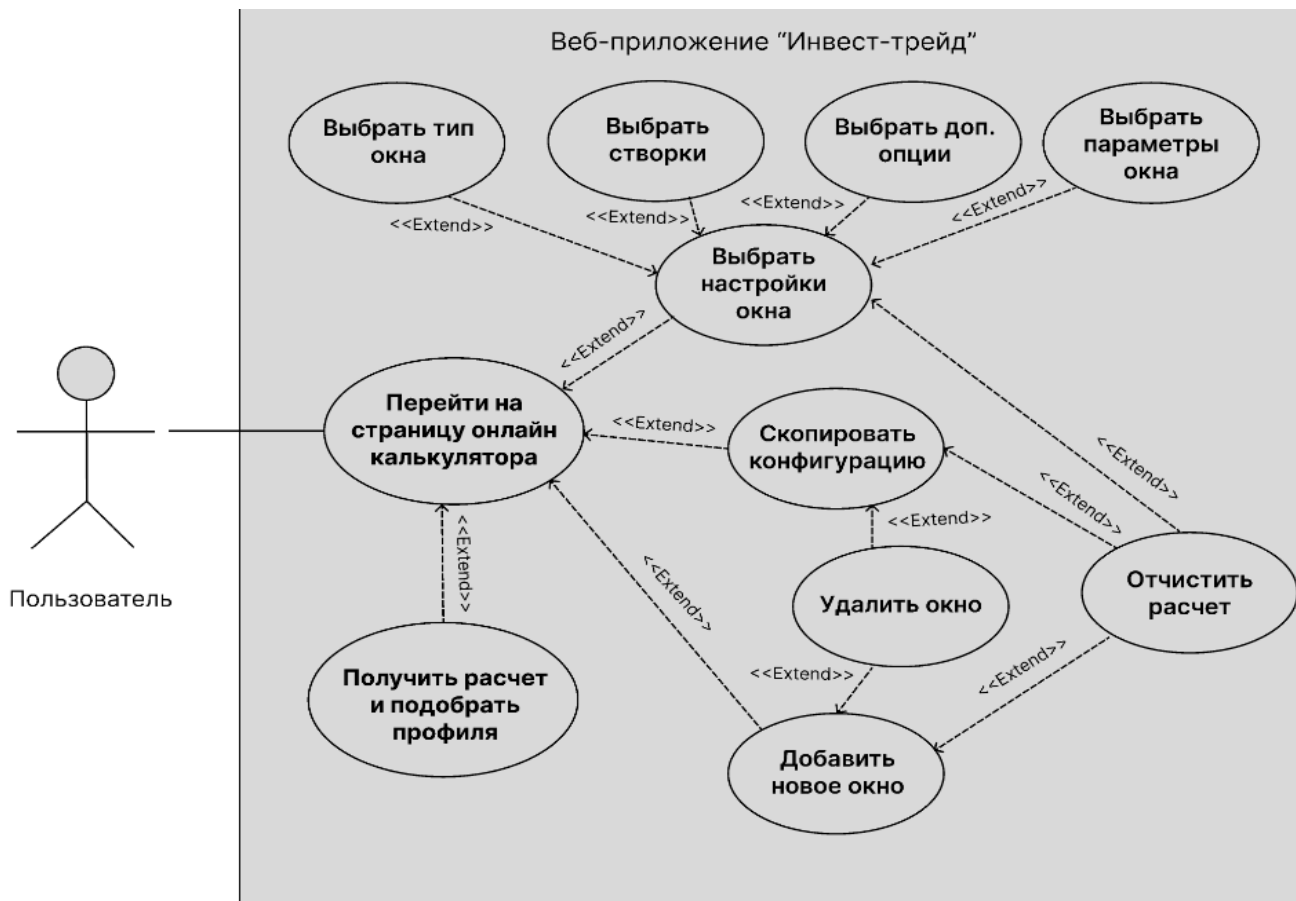 Веб-приложение “Инвест-трейд”
Выбрать тип
окна
Выбрать
створки
Выбрать доп.
опции
Выбрать
параметры
окна
<<Extend>>
<<Extend>>
<<Extend>>
<<Extend>>
Выбрать
настройки
окна
<<Extend>>
Перейти на
страницу онлайн
калькулятора
<<Extend>>
Скопировать
конфигурацию
<<Extend>>
<<Extend>>
<<Extend>>
<<Extend>>
<<Extend>>
Удалить окно
Отчистить
расчет
Пользователь
<<Extend>>
<<Extend>>
Получить расчет
и подобрать
профиля
<<Extend>>
Добавить
новое окно